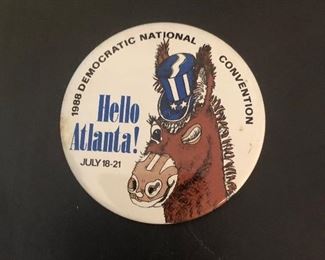 1988 DEMOCRATIC NATIONAL CONVENTION
Hello
Atlanta!
JULY 18-21